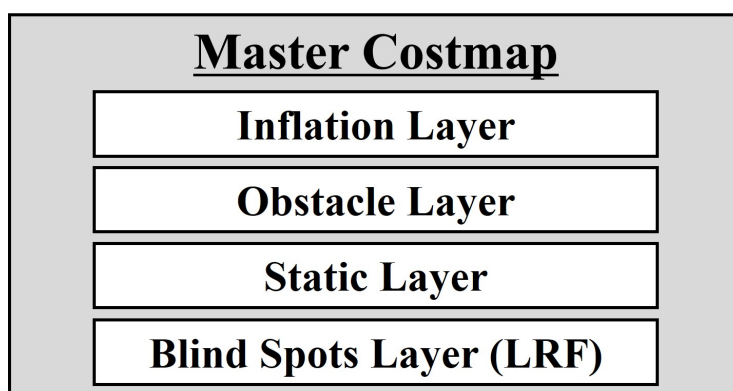 Master Costmap
Inflation Layer
Obstacle Layer
Static Layer
Blind Spots Layer (LRF)